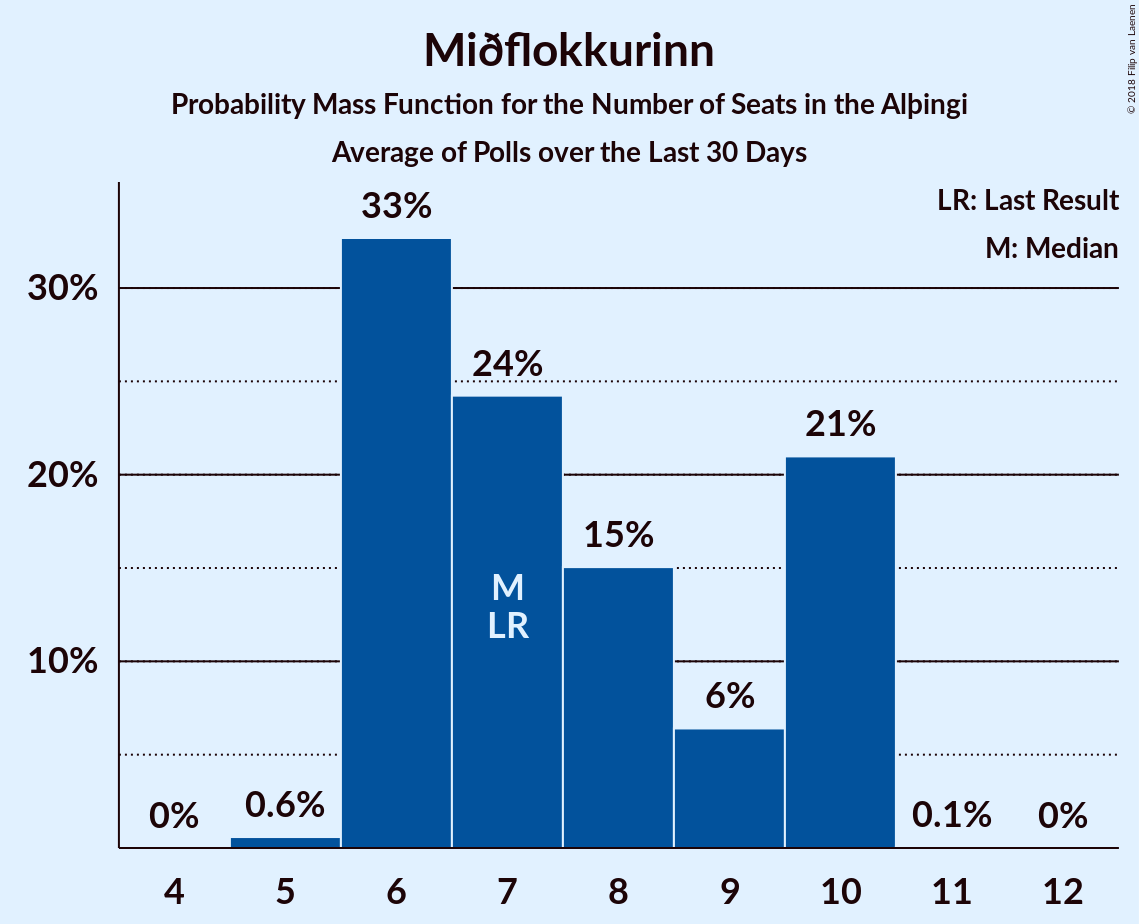 Miðflokkurinn
Probability Mass Function for the Number of Seats in the Alþingi
Average of Polls over the Last 30 Days
© 2018 Filip van Laenen
LR: Last Result
M: Median
33%
30%
24%
21%
20%
15%
M
LR
10%
6%
0%
0.6%
0.1%
0%
4 5 6 7 8 9 10 11 12